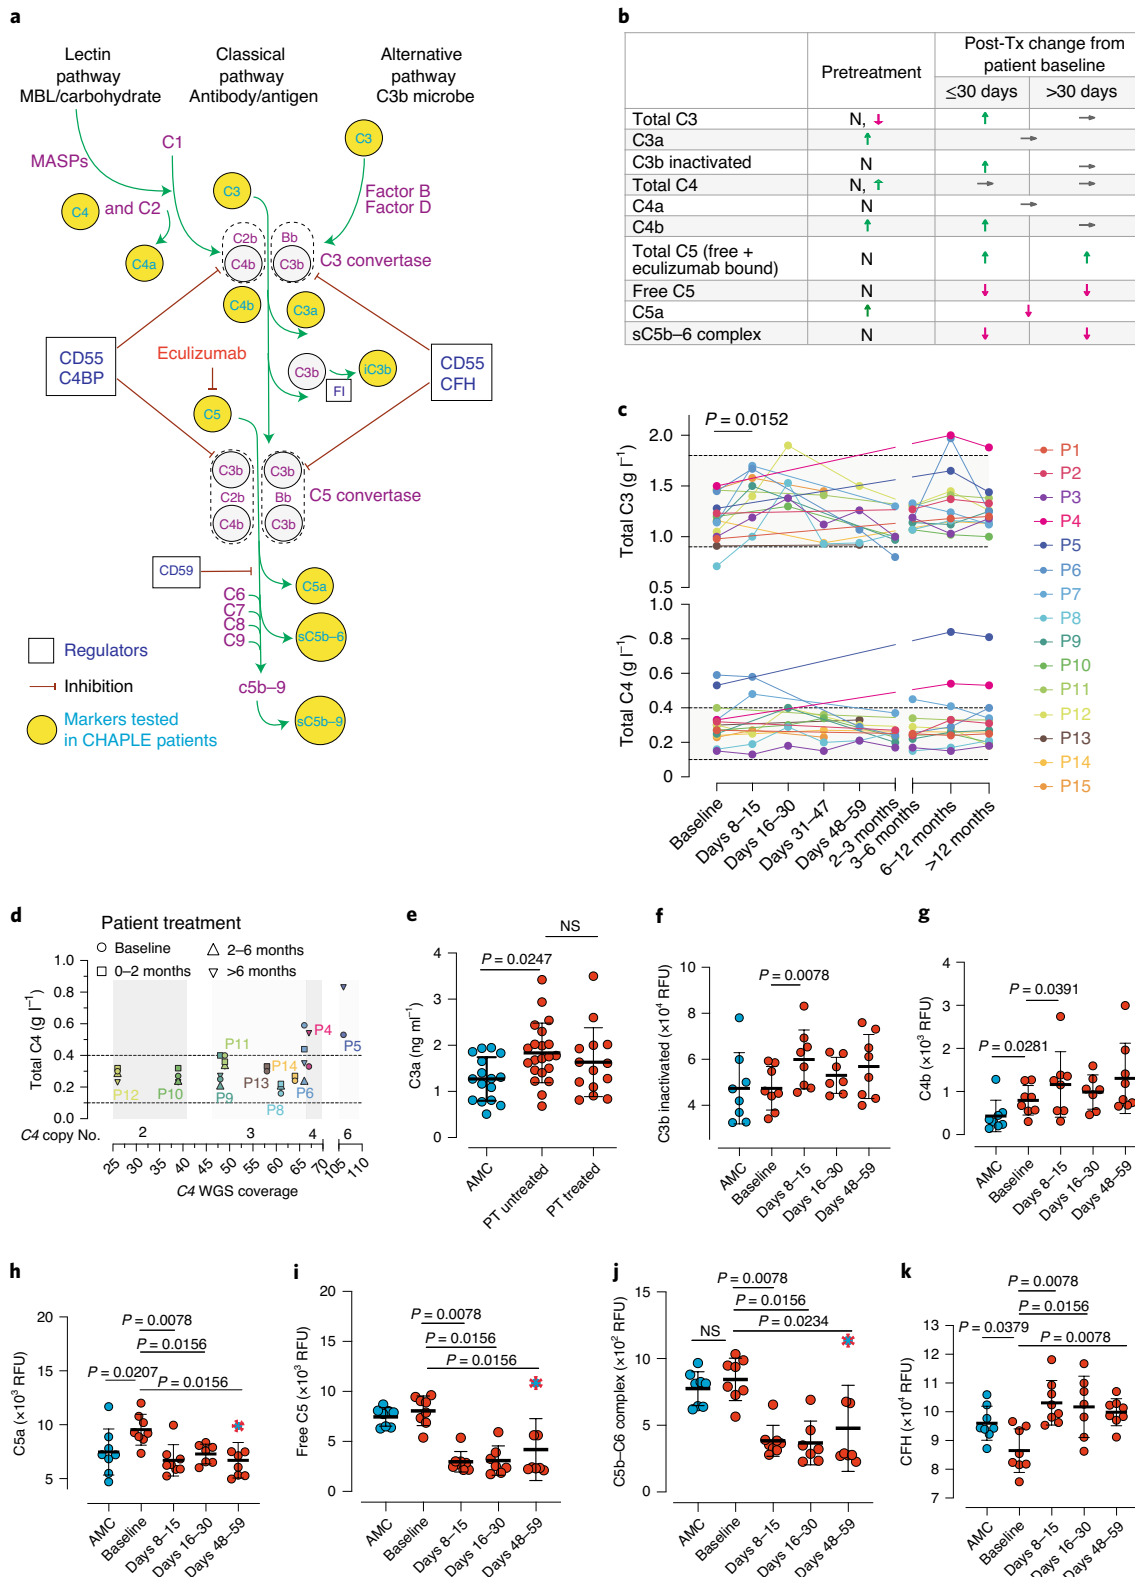 a
Lectin
pathway
MBL/carbohydrate
Classical
pathway
Antibody/antigen
Alternative
pathway
C3b microbe
C1
C3
MASPs
C3
Factor B
Factor D
C4
and C2
C4a
C2b
Bb
C4b
C3b
C3 convertase
C4b
C3a
CD55
C4BP
Eculizumab
C3b
iC3b
FI
CD55
CFH
C5
C3b
C3b
C2b
Bb
C5 convertase
C4b
C3b
CD59
C5a
C6
C7
C8
C9
sC5b–6
c5b–9
sC5b–9
Regulators
Inhibition
Markers tested
in CHAPLE patients
b
Pretreatment
Post-Tx change from
patient baseline
≤30 days
>30 days
Total C3 N, ↓ ↑ →
C3a ↑ →
C3b inactivated N ↑ →
Total C4 N, ↑ → →
C4a N →
C4b ↑ ↑ →
Total C5 (free +
eculizumab bound) N ↑ ↑
Free C5 N ↓ ↓
C5a ↑ ↓
sC5b–6 complex N ↓ ↓
c
P = 0.0152
Total C3 (g l⁻¹)
2.0
1.5
1.0
0.5
Total C4 (g l⁻¹)
1.0
0.8
0.6
0.4
0.2
0
Baseline
Days 8–15
Days 16–30
Days 31–47
Days 48–59
2–3 months
3–6 months
6–12 months
>12 months
P1
P2
P3
P4
P5
P6
P7
P8
P9
P10
P11
P12
P13
P14
P15
d
Patient treatment
Baseline
2–6 months
0–2 months
>6 months
Total C4 (g l⁻¹)
1.0
0.8
0.6
0.4
0.2
0.0
P4
P5
P11
P14
P13
P12
P10
P9
P6
P8
C4 copy No. 2 3 4 6
25 30 35 40 45 50 55 60 65 70 105 110
C4 WGS coverage
e
NS
P = 0.0247
C3a (ng ml⁻¹)
4
3
2
1
0
AMC
PT untreated
PT treated
f
P = 0.0078
C3b inactivated (×10⁴ RFU)
10
8
6
4
AMC
Baseline
Days 8–15
Days 16–30
Days 48–59
g
P = 0.0391
P = 0.0281
C4b (×10³ RFU)
4
3
2
1
0
AMC
Baseline
Days 8–15
Days 16–30
Days 48–59
h
P = 0.0078
P = 0.0156
P = 0.0207
P = 0.0156
C5a (×10³ RFU)
20
15
10
5
AMC
Baseline
Days 8–15
Days 16–30
Days 48–59
i
P = 0.0078
P = 0.0156
P = 0.0156
Free C5 (×10³ RFU)
20
15
10
5
0
AMC
Baseline
Days 8–15
Days 16–30
Days 48–59
j
P = 0.0078
P = 0.0156
P = 0.0234
NS
C5b–C6 complex (×10² RFU)
15
10
5
0
AMC
Baseline
Days 8–15
Days 16–30
Days 48–59
k
P = 0.0078
P = 0.0156
P = 0.0379
P = 0.0078
CFH (×10⁴ RFU)
13
12
11
10
9
8
7
AMC
Baseline
Days 8–15
Days 16–30
Days 48–59